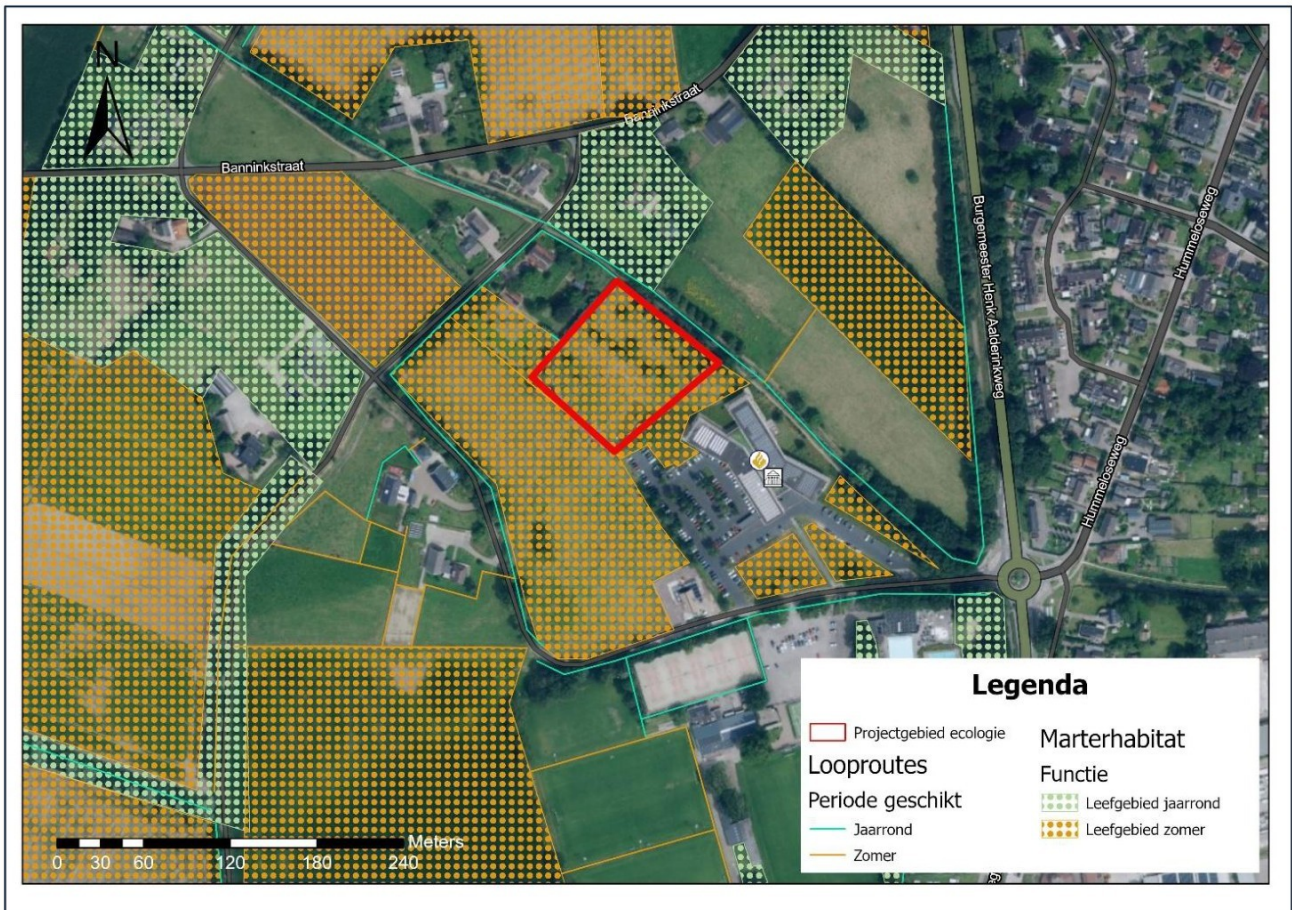 N
Banninkstraat
Banninkstraat
Burgemeester Henk Aalderinkweg
Hummeloseweg
Hummeloseweg
Legenda
Projectgebied ecologie
Looproutes
Periode geschikt
Jaarrond
Zomer
Marterhabitat
Functie
Leefgebied jaarrond
Leefgebied zomer
Meters
0 30 60 120 180 240